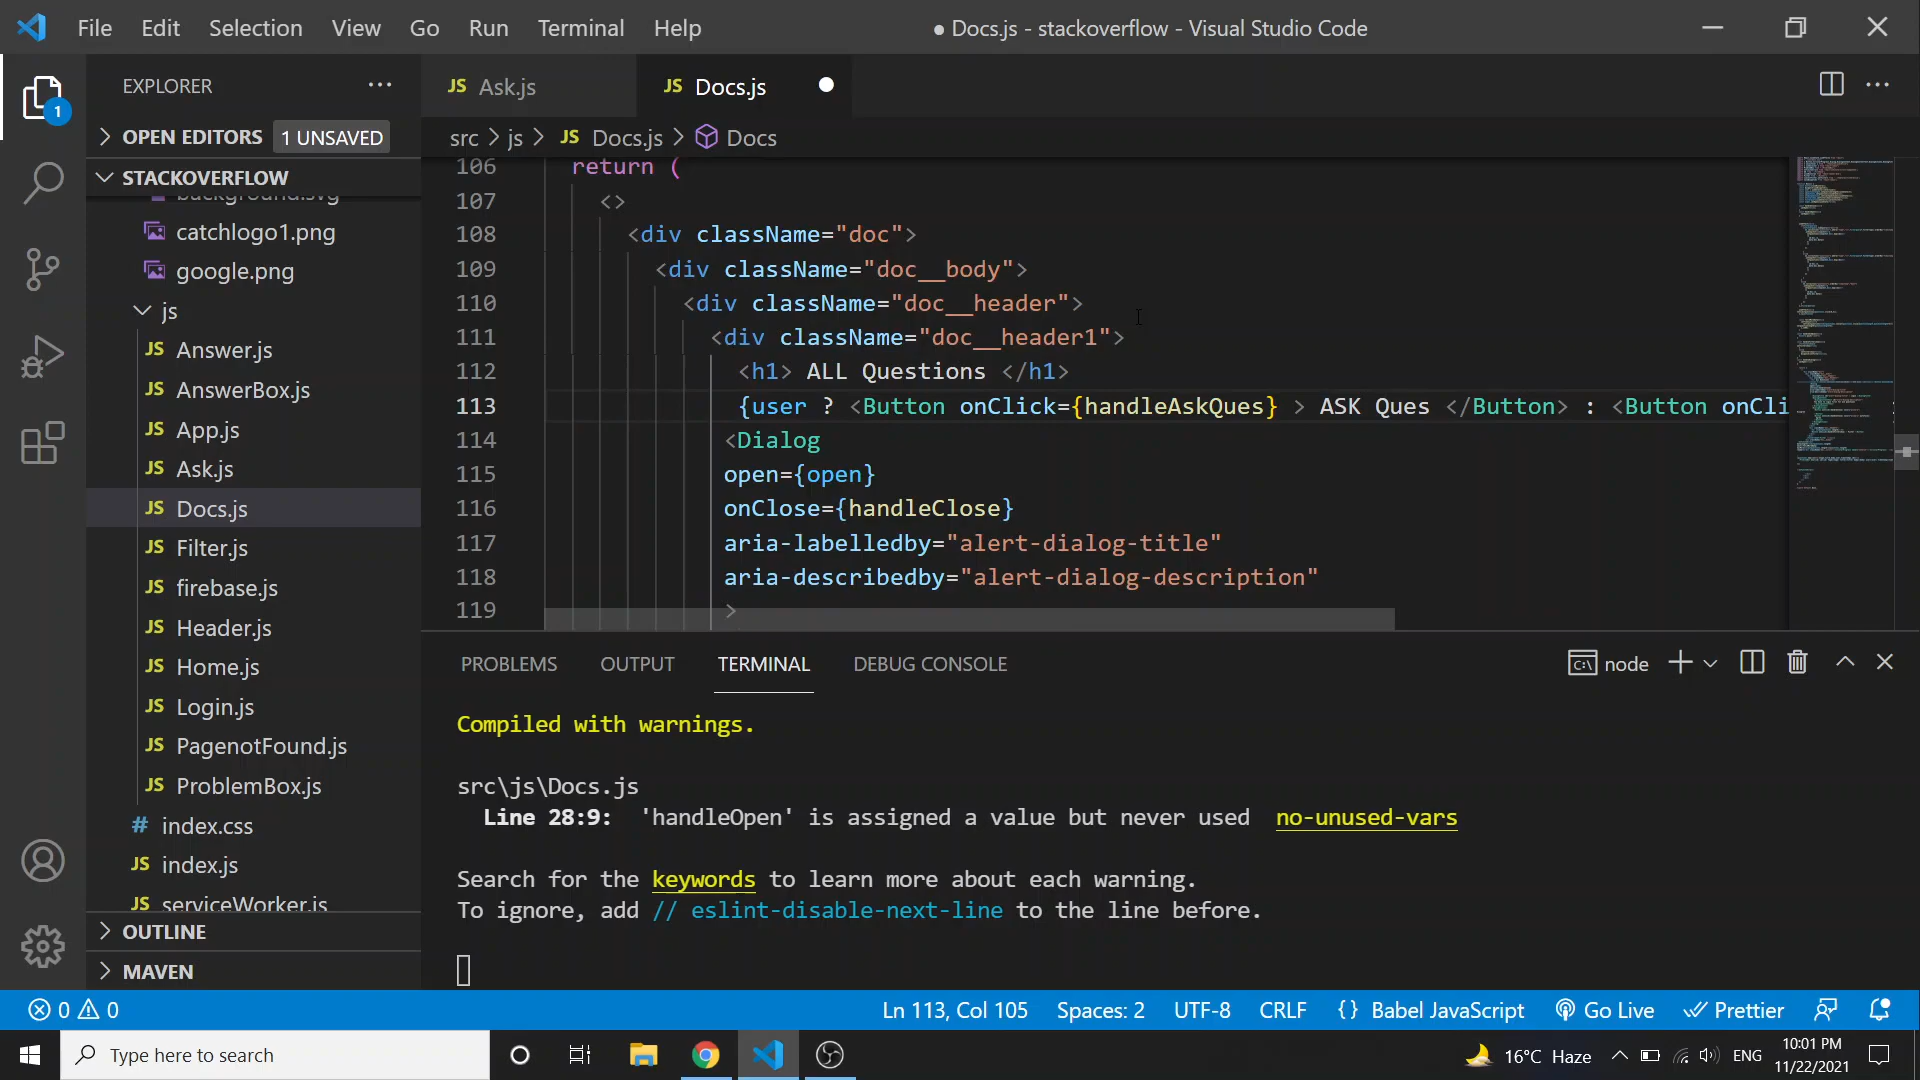 File Edit Selection View Go Run Terminal Help
● Docs.js - stackoverflow - Visual Studio Code
EXPLORER
1
OPEN EDITORS 1 UNSAVED
STACKOVERFLOW
background.svg
catchlogo1.png
google.png
js
JS Answer.js
JS AnswerBox.js
JS App.js
JS Ask.js
JS Docs.js
JS Filter.js
JS firebase.js
JS Header.js
JS Home.js
JS Login.js
JS PagenotFound.js
JS ProblemBox.js
# index.css
JS index.js
JS serviceWorker.js
OUTLINE
MAVEN
JS Ask.js
JS Docs.js
src > js > JS Docs.js > Docs
106 return (
107 <>
108 <div className="doc">
109 <div className="doc__body">
110 <div className="doc__header">
111 <div className="doc__header1">
112 <h1> ALL Questions </h1>
113 {user ? <Button onClick={handleAskQues} > ASK Ques </Button> : <Button onCli
114 <Dialog
115 open={open}
116 onClose={handleClose}
117 aria-labelledby="alert-dialog-title"
118 aria-describedby="alert-dialog-description"
119 >
PROBLEMS OUTPUT TERMINAL DEBUG CONSOLE
node
Compiled with warnings.
src\js\Docs.js
Line 28:9: 'handleOpen' is assigned a value but never used no-unused-vars
Search for the keywords to learn more about each warning.
To ignore, add // eslint-disable-next-line to the line before.
0 0
Ln 113, Col 105 Spaces: 2 UTF-8 CRLF {} Babel JavaScript Go Live Prettier
Type here to search
16°C Haze
ENG
10:01 PM
11/22/2021